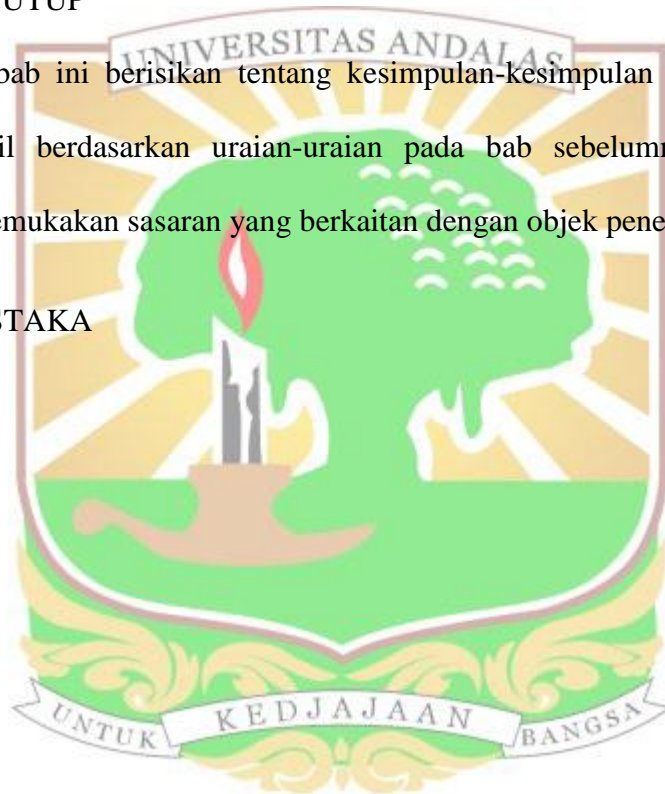 UTUP
UNIVERSITAS ANDALAS
bab ini berisikan tentang kesimpulan-kesimpulan
il berdasarkan uraian-uraian pada bab sebelumn
emukakan sasaran yang berkaitan dengan objek pene
STAKA
UNTUK KEDJAJAAN BANGSA